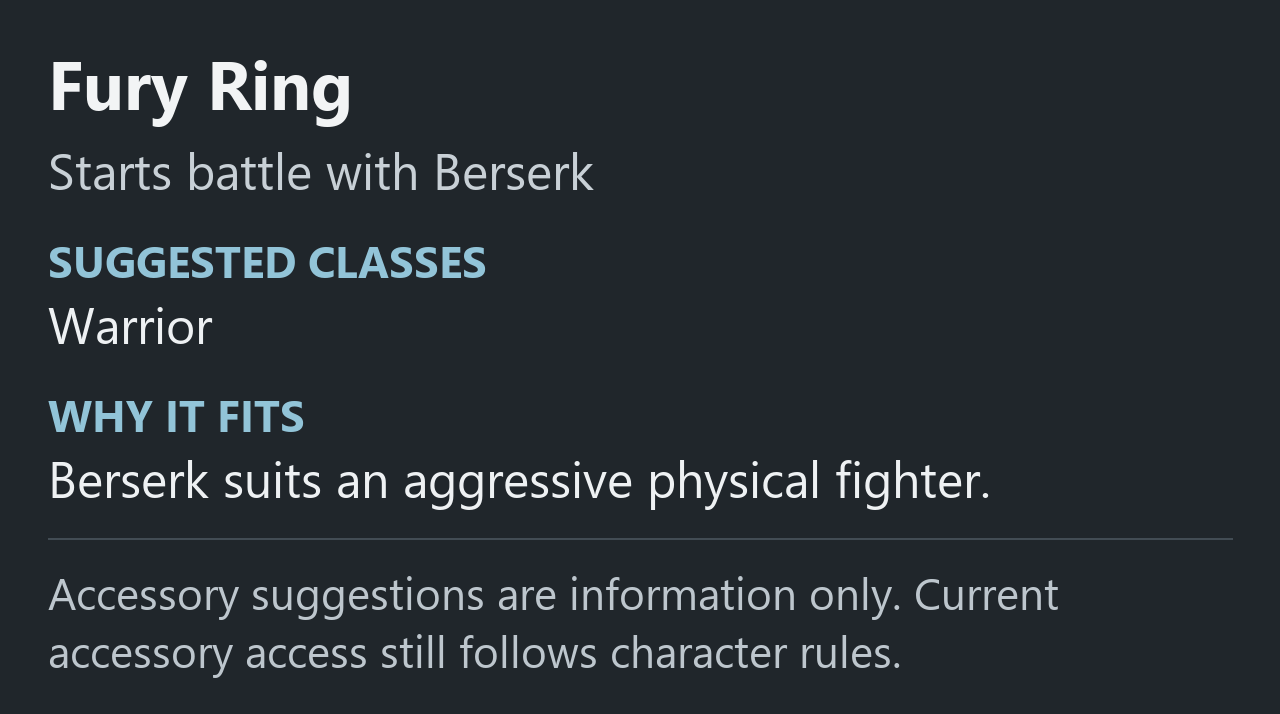 Fury Ring
Starts battle with Berserk
SUGGESTED CLASSES
Warrior
WHY IT FITS
Berserk suits an aggressive physical fighter.
Accessory suggestions are information only. Current
accessory access still follows character rules.